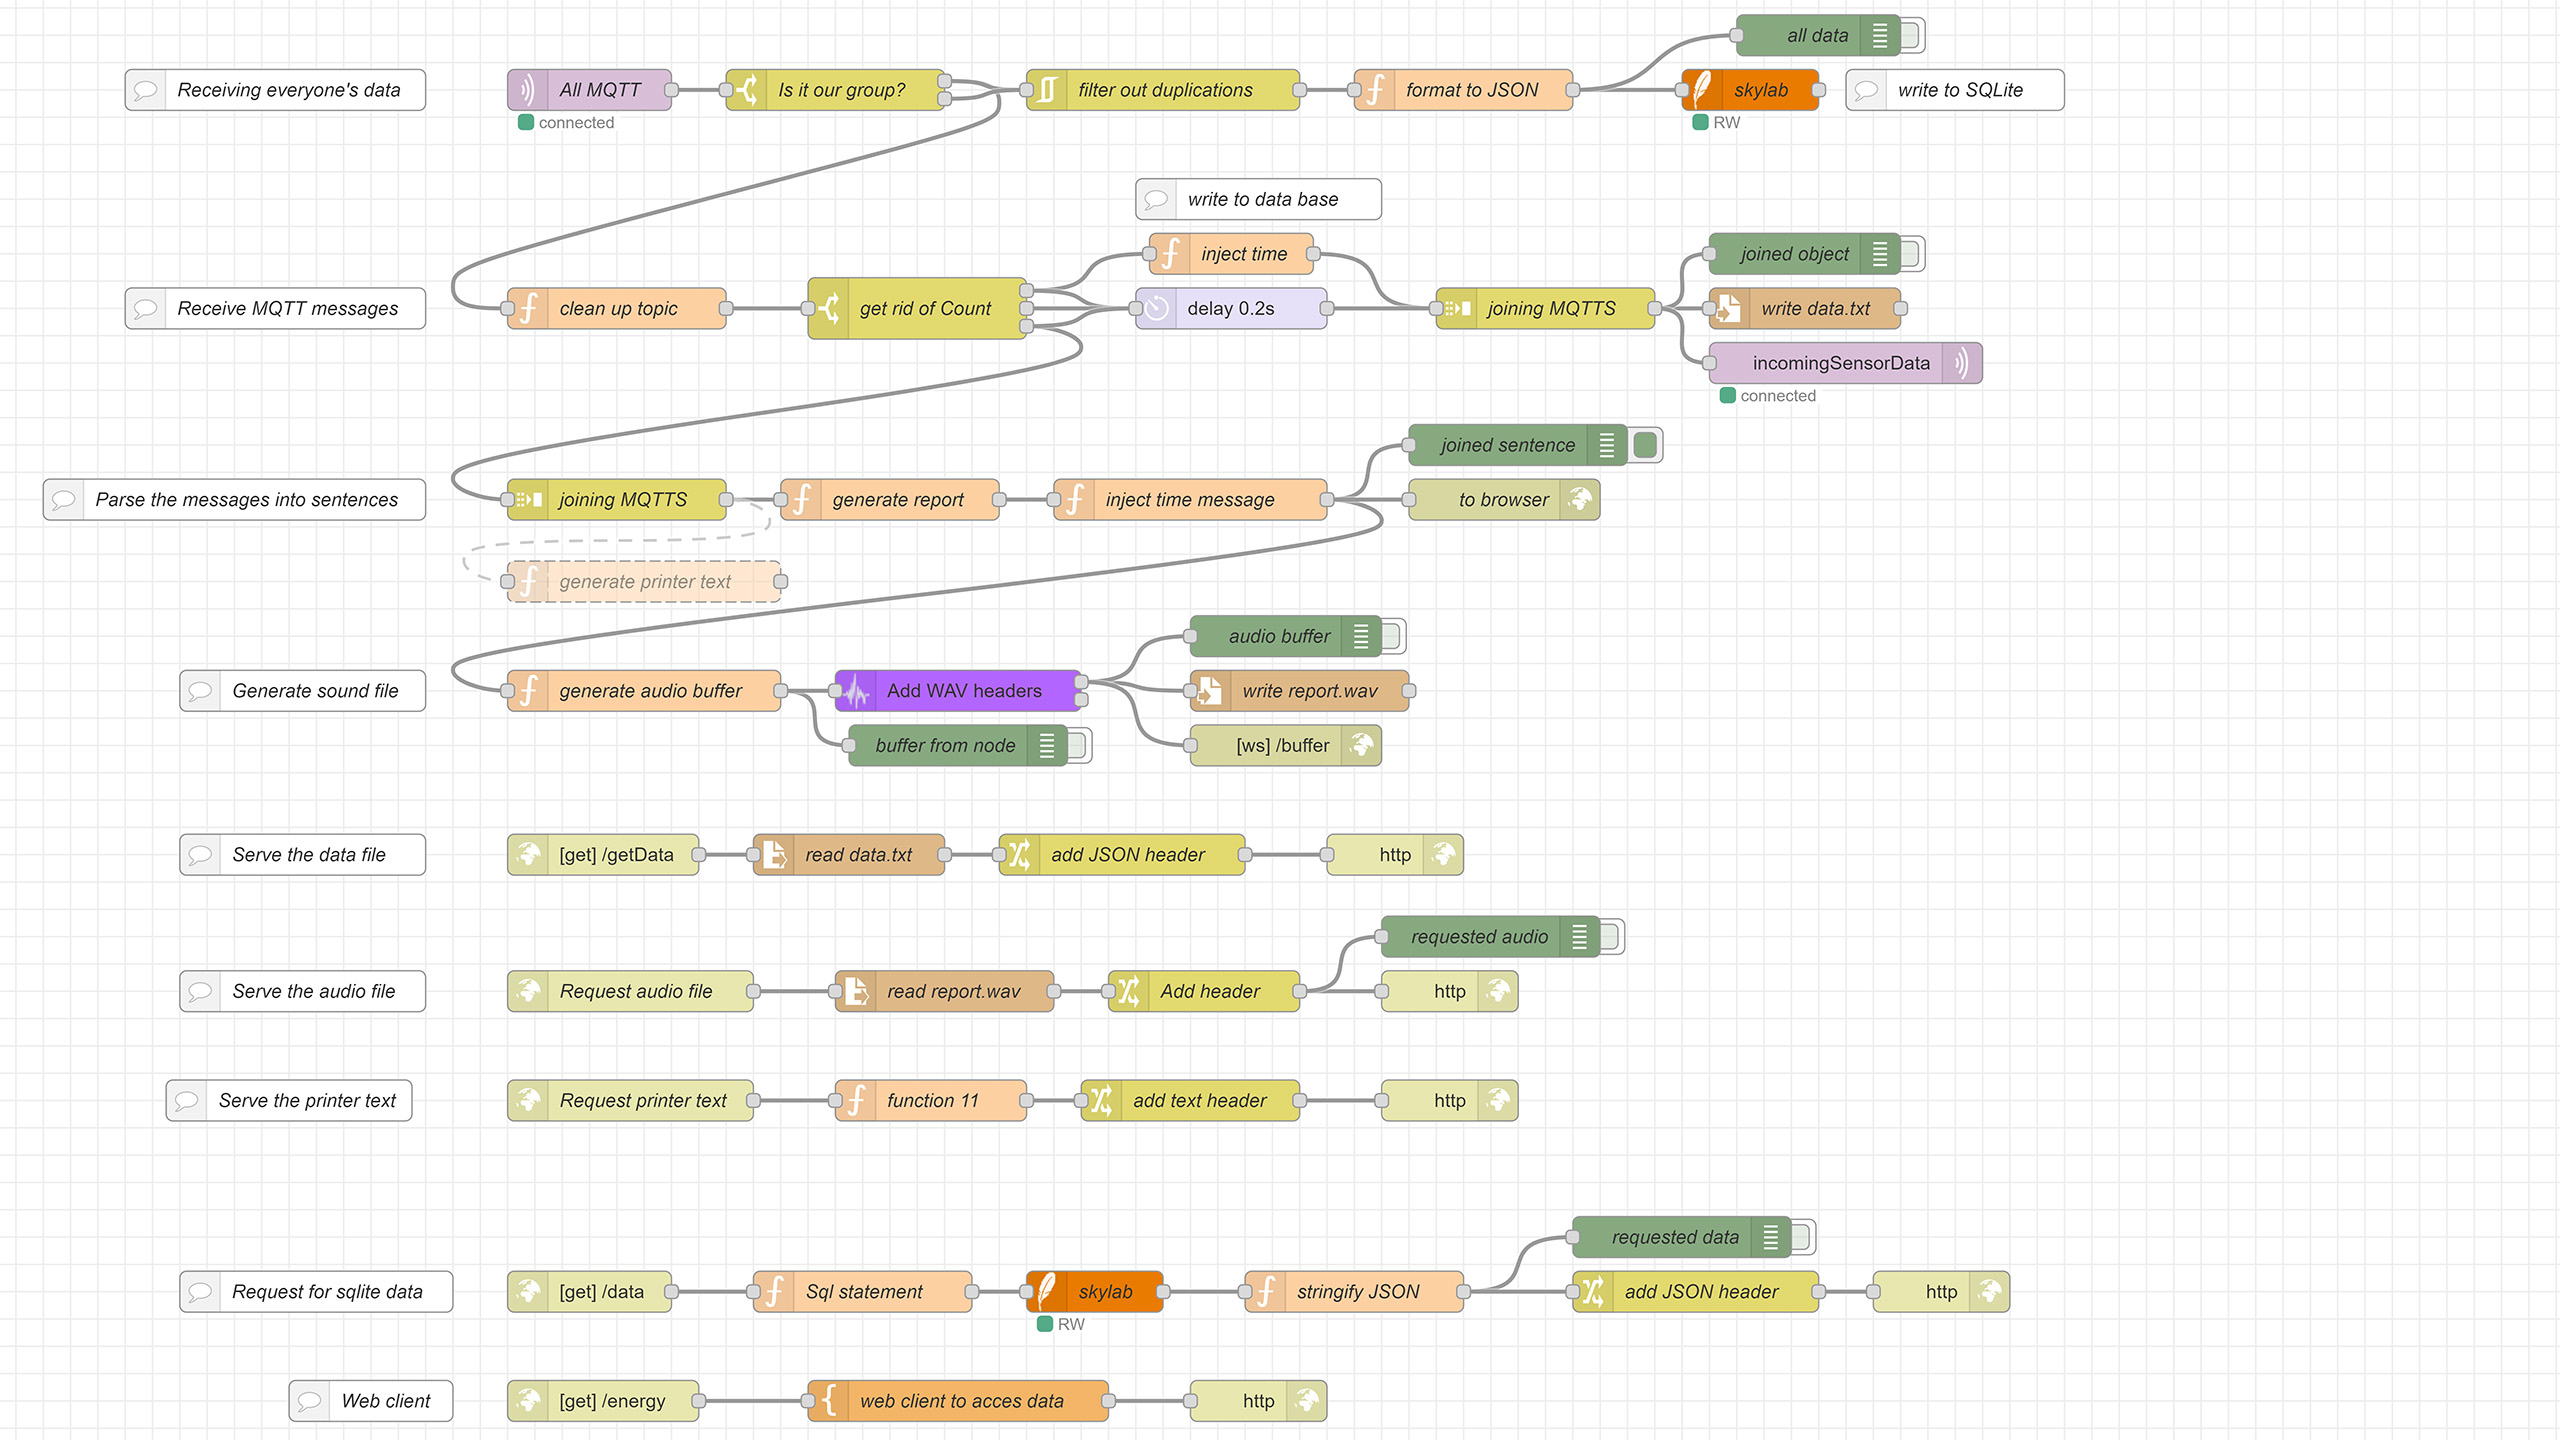 all data
Receiving everyone's data
All MQTT
Is it our group?
filter out duplications
format to JSON
skylab
write to SQLite
connected
RW
write to data base
inject time
joined object
Receive MQTT messages
clean up topic
get rid of Count
delay 0.2s
joining MQTTS
write data.txt
incomingSensorData
connected
joined sentence
Parse the messages into sentences
joining MQTTS
generate report
inject time message
to browser
generate printer text
audio buffer
Generate sound file
generate audio buffer
Add WAV headers
write report.wav
buffer from node
[ws] /buffer
Serve the data file
[get] /getData
read data.txt
add JSON header
http
requested audio
Serve the audio file
Request audio file
read report.wav
Add header
http
Serve the printer text
Request printer text
function 11
add text header
http
requested data
Request for sqlite data
[get] /data
Sql statement
skylab
stringify JSON
add JSON header
http
RW
Web client
[get] /energy
web client to acces data
http